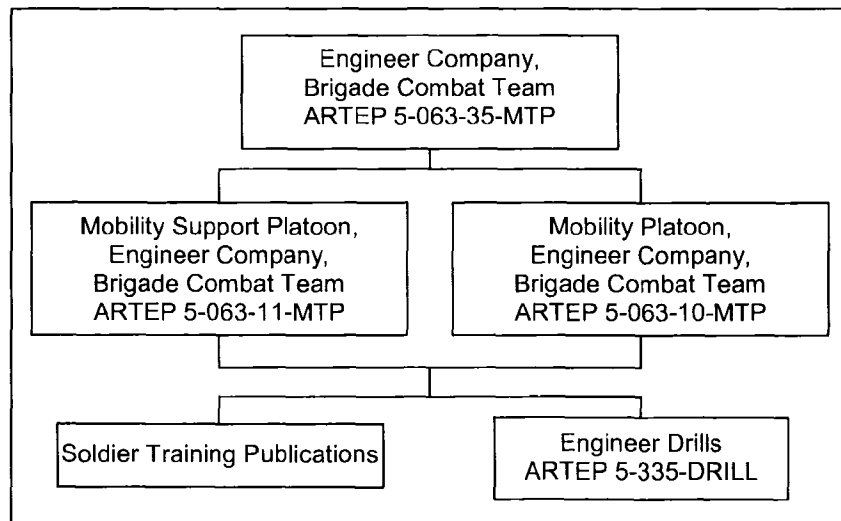 Engineer Company,
Brigade Combat Team
ARTEP 5-063-35-MTP
Mobility Support Platoon,
Engineer Company,
Brigade Combat Team
ARTEP 5-063-11-MTP
Mobility Platoon,
Engineer Company,
Brigade Combat Team
ARTEP 5-063-10-MTP
Soldier Training Publications
Engineer Drills
ARTEP 5-335-DRILL